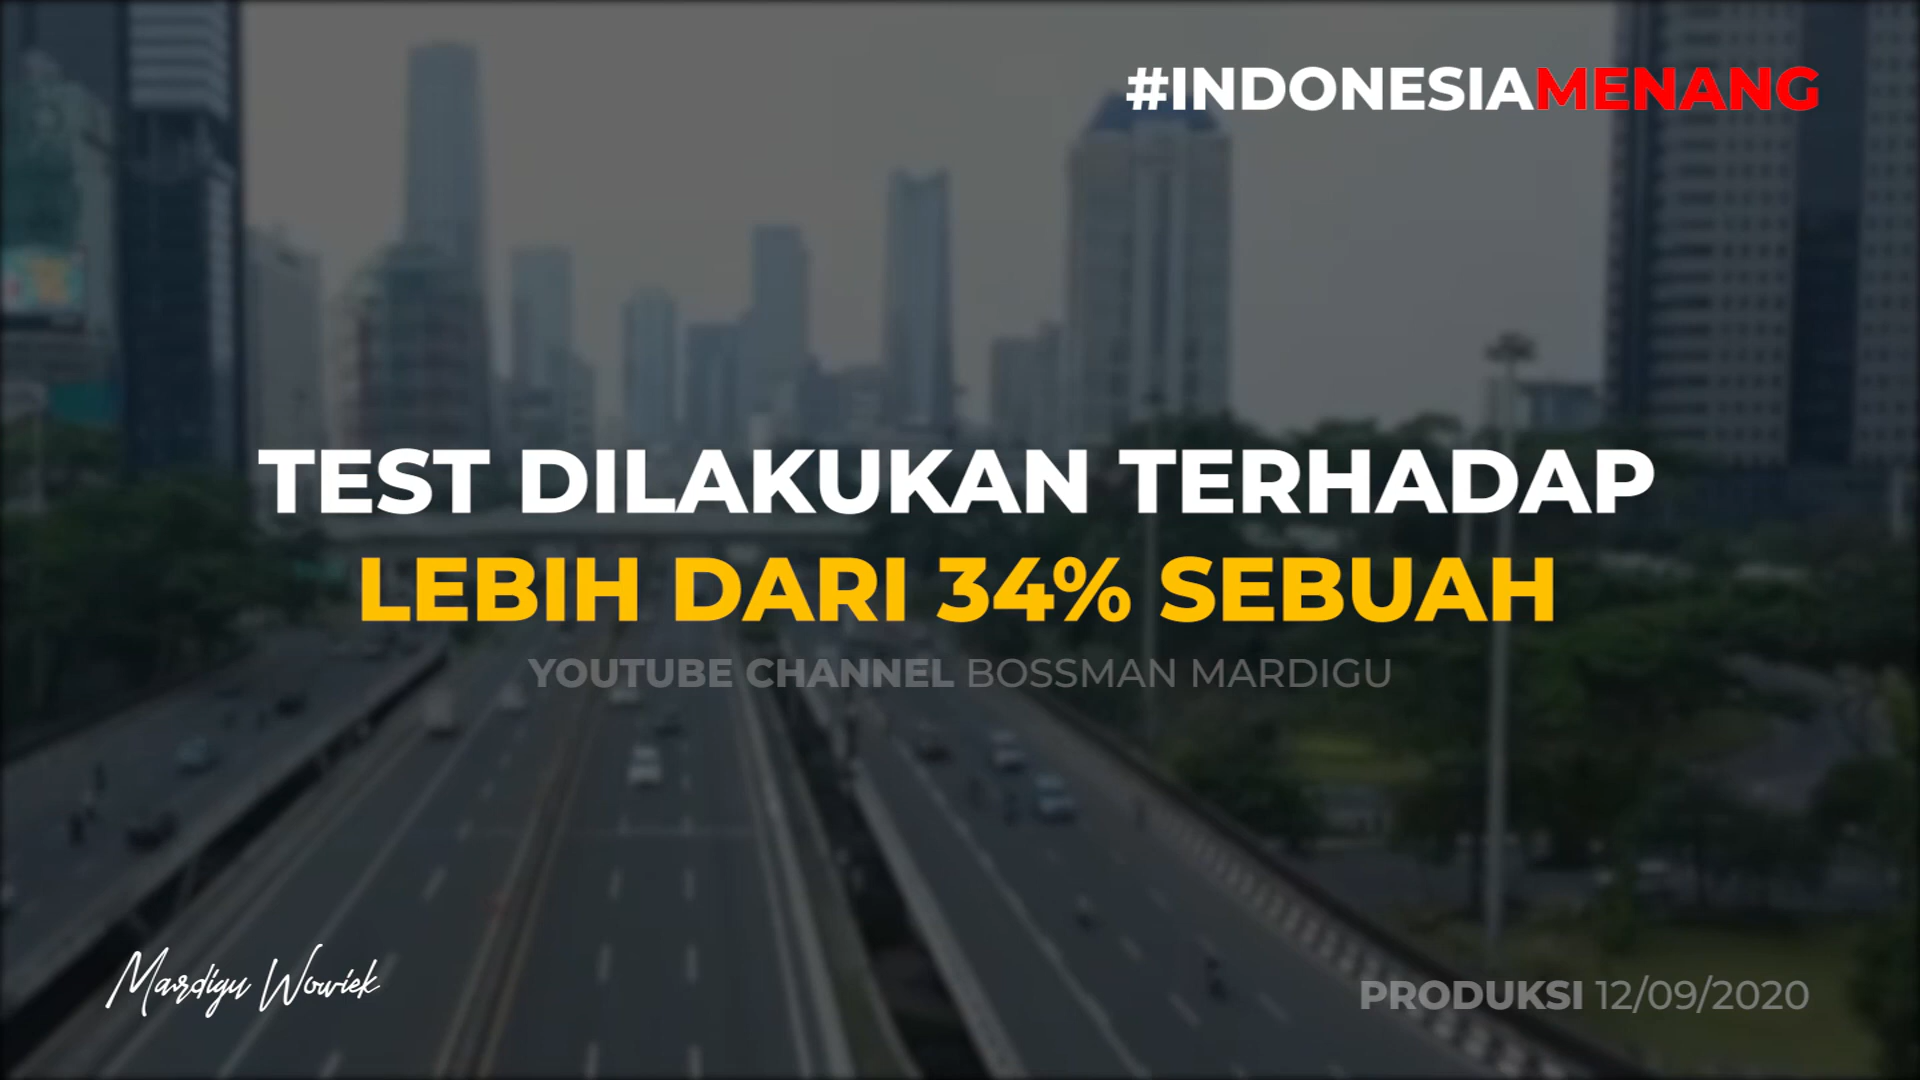 #INDONESIAMENANG
TEST DILAKUKAN TERHADAP
LEBIH DARI 34% SEBUAH
YOUTUBE CHANNEL BOSSMAN MARDIGU
Mardigu Wowiek
PRODUKSI 12/09/2020